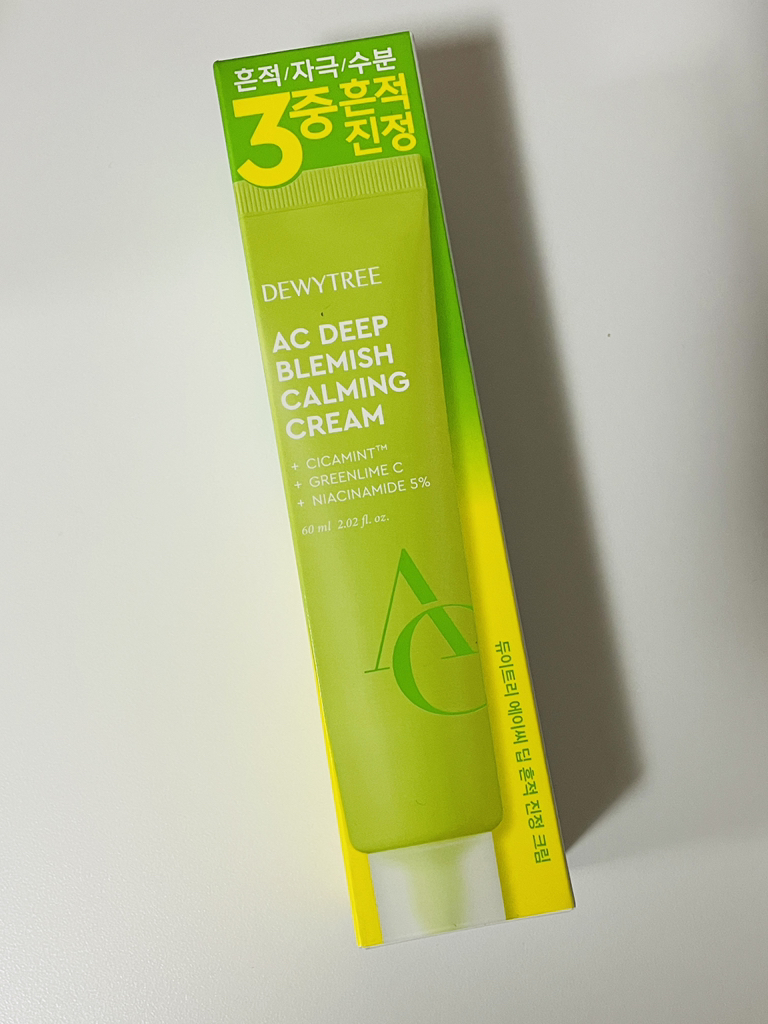 흔적/자극/수분
3중 흔적
진정
DEWYTREE
AC DEEP
BLEMISH
CALMING
CREAM
+ CICAMINT™
+ GREENLIME C
+ NIACINAMIDE 5%
60 ml 2.02 fl. oz.
AC
듀이트리 에이씨 딥 흔적 진정 크림